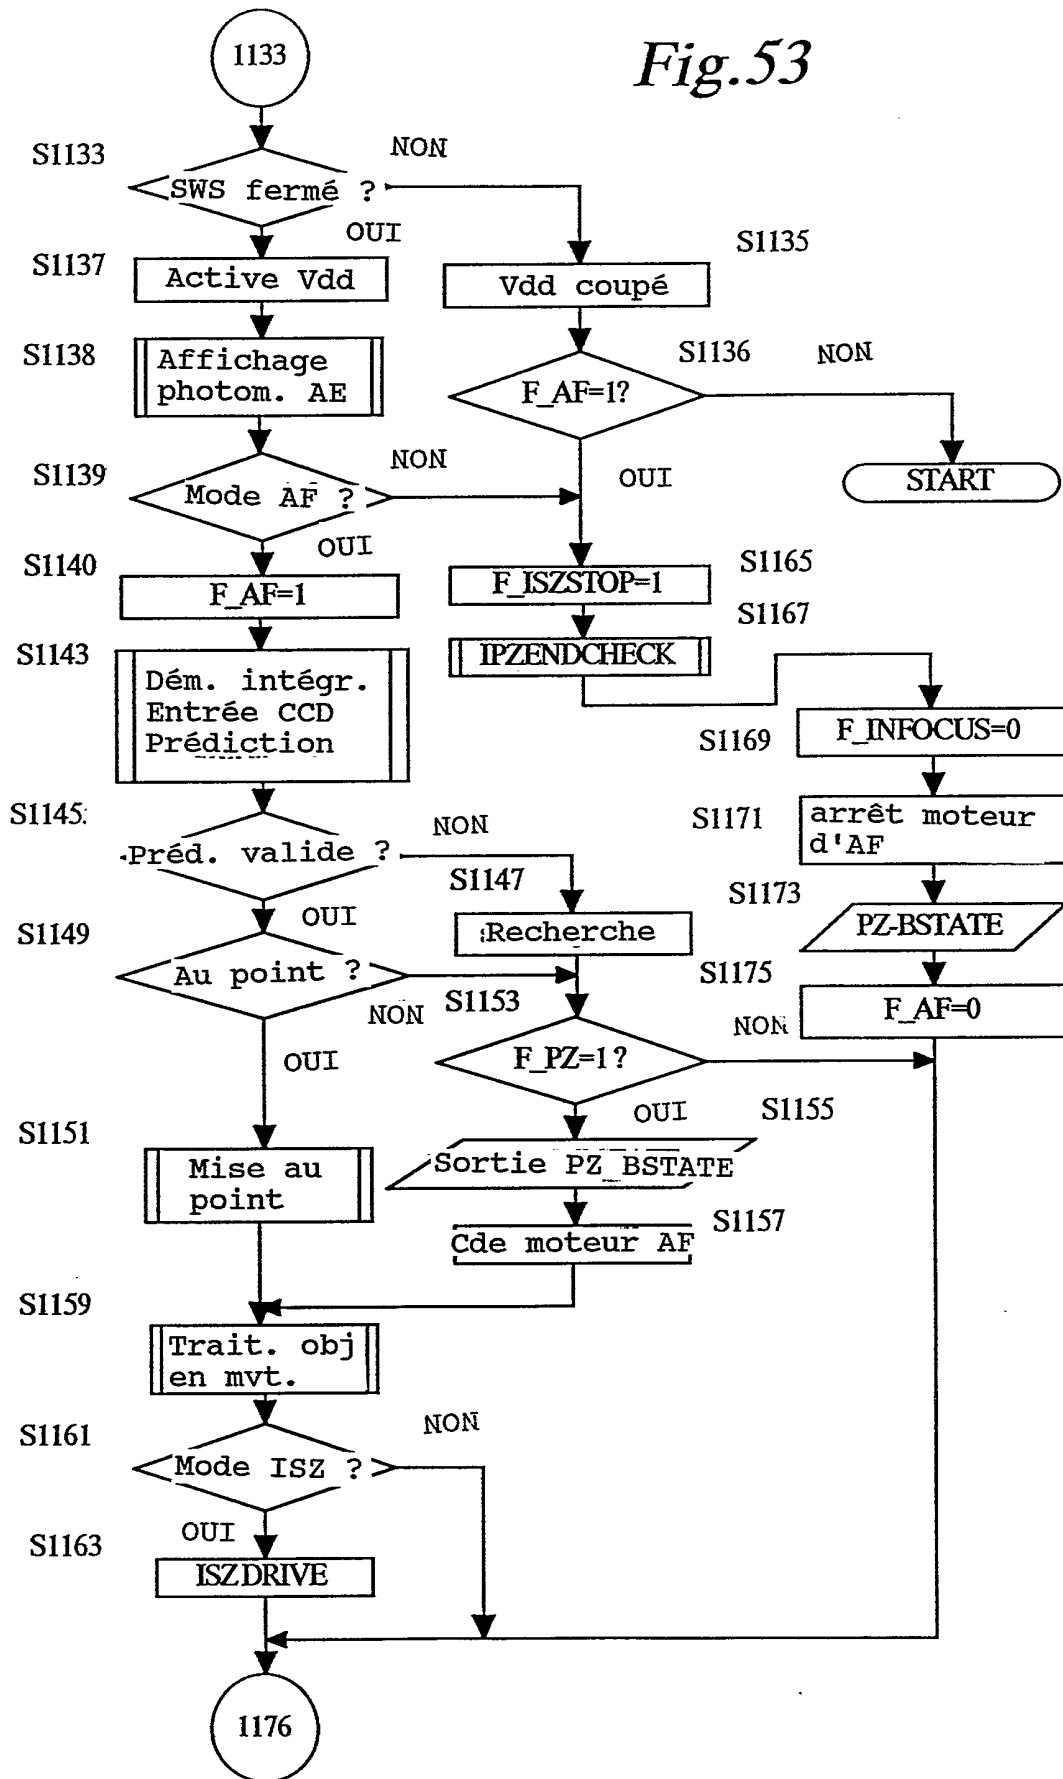 Fig.53
1133
S1133
SWS fermé ?
NON
OUI
S1137
Active Vdd
S1135
Vdd coupé
S1138
Affichage
photom. AE
S1136
F_AF=1?
NON
OUI
START
S1139
Mode AF ?
NON
OUI
S1140
F_AF=1
S1165
F_ISZSTOP=1
S1167
IPZENDCHECK
S1143
Dém. intégr.
Entrée CCD
Prédiction
S1169
F_INFOCUS=0
S1171
arrêt moteur
d'AF
S1173
PZ-BSTATE
S1175
F_AF=0
S1145
Préd. valide ?
NON
OUI
S1147
Recherche
S1149
Au point ?
NON
OUI
S1153
F_PZ=1?
NON
OUI
S1155
Sortie PZ_BSTATE
S1151
Mise au
point
S1157
Cde moteur AF
S1159
Trait. obj
en mvt.
S1161
Mode ISZ ?
NON
OUI
S1163
ISZDRIVE
1176